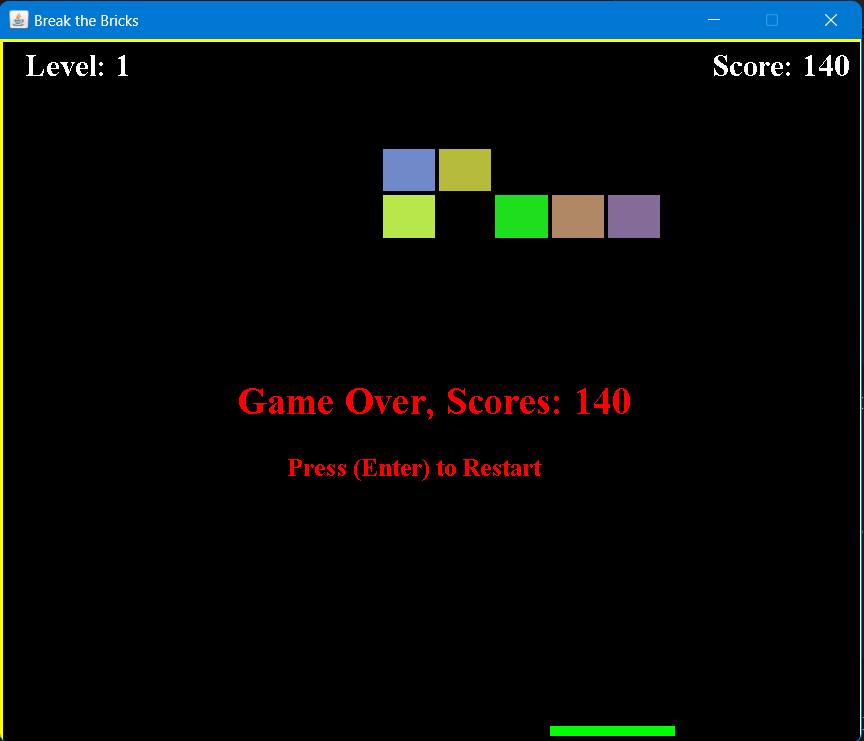 Break the Bricks
Level: 1
Score: 140
Game Over, Scores: 140
Press (Enter) to Restart